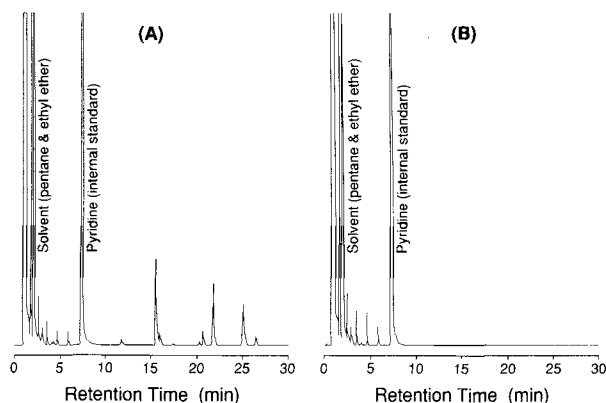 (A)
Solvent (pentane & ethyl ether)
Pyridine (internal standard)
0 5 10 15 20 25 30
Retention Time (min)
(B)
Solvent (pentane & ethyl ether)
Pyridine (internal standard)
0 5 10 15 20 25 30
Retention Time (min)